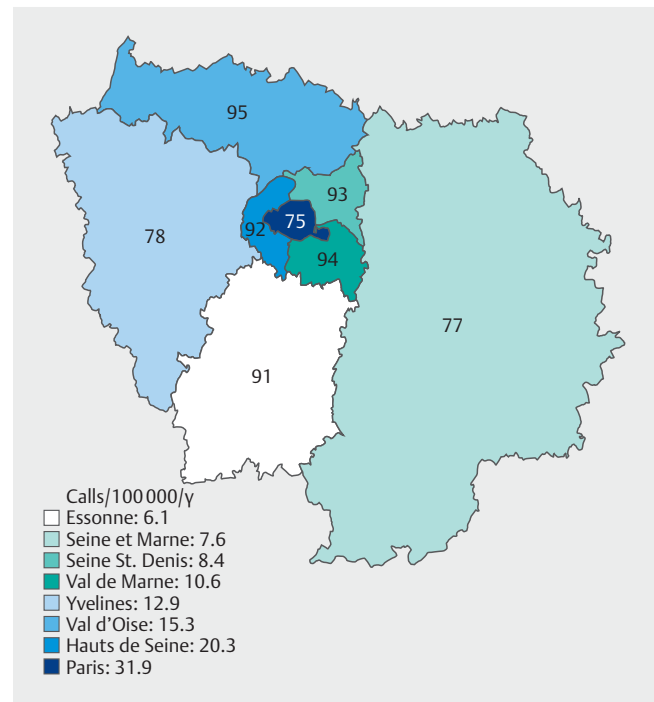 95
93
75
92
78
94
77
91
Calls/100 000/y
Essonne: 6.1
Seine et Marne: 7.6
Seine St. Denis: 8.4
Val de Marne: 10.6
Yvelines: 12.9
Val d’Oise: 15.3
Hauts de Seine: 20.3
Paris: 31.9